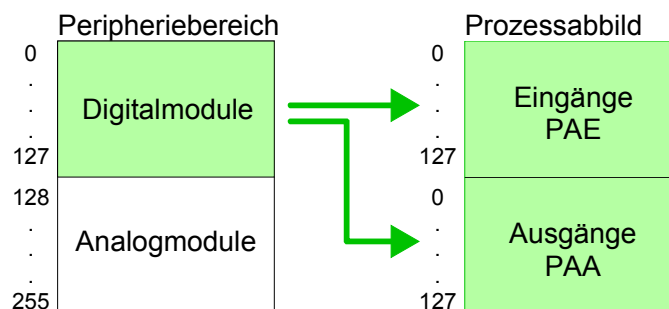 Peripheriebereich
0
.
.
.
127
128
.
.
.
255
Digitalmodule
Analogmodule
Prozessabbild
0
.
.
.
127
0
.
.
.
127
Eingänge
PAE
Ausgänge
PAA